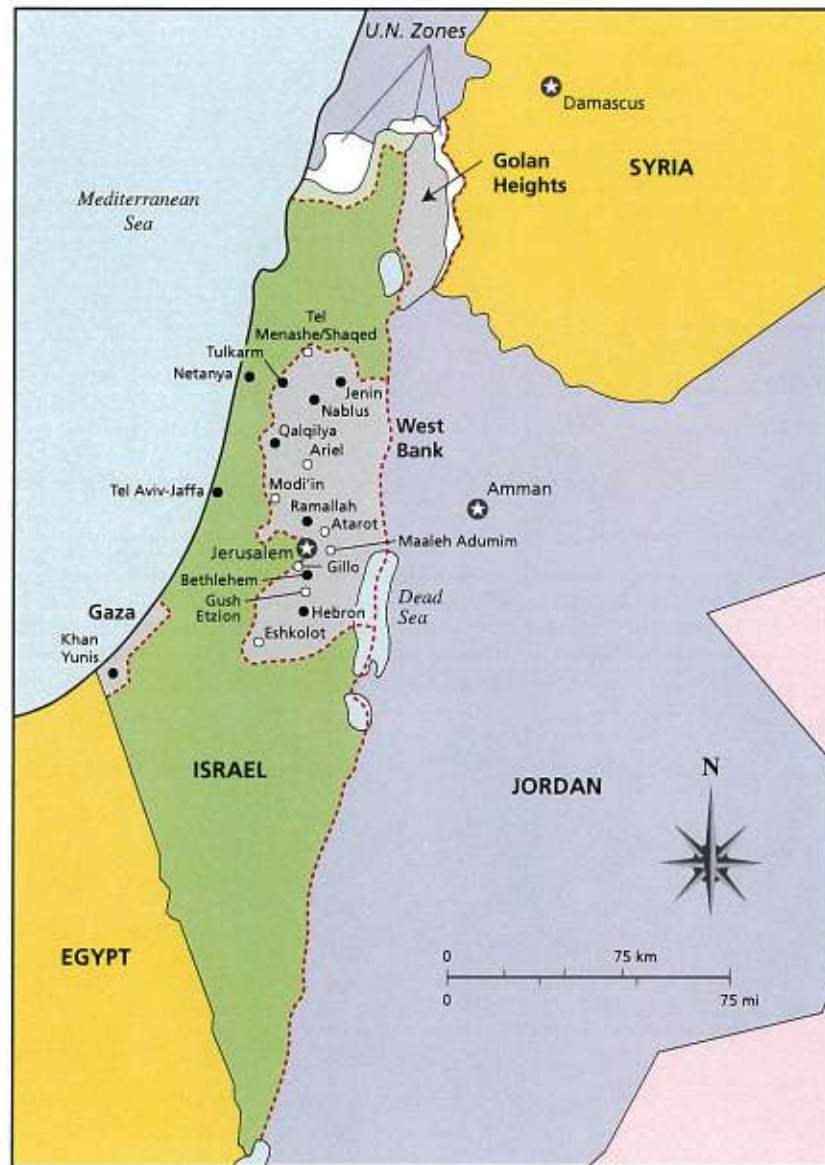 U.N. Zones
Damascus
Golan
Heights
SYRIA
Mediterranean
Sea
Tel
Menashe/Shaqed
Tulkarm
Netanya
Jenin
Nablus
West
Bank
Qalqilya
Ariel
Modi'in
Tel Aviv-Jaffa
Amman
Ramallah
Atarot
Jerusalem
Maaleh Adumim
Gillo
Bethlehem
Gush
Etzion
Dead
Sea
Gaza
Hebron
Khan
Yunis
Eshkolot
ISRAEL
JORDAN
N
EGYPT
0 75 km
0 75 mi